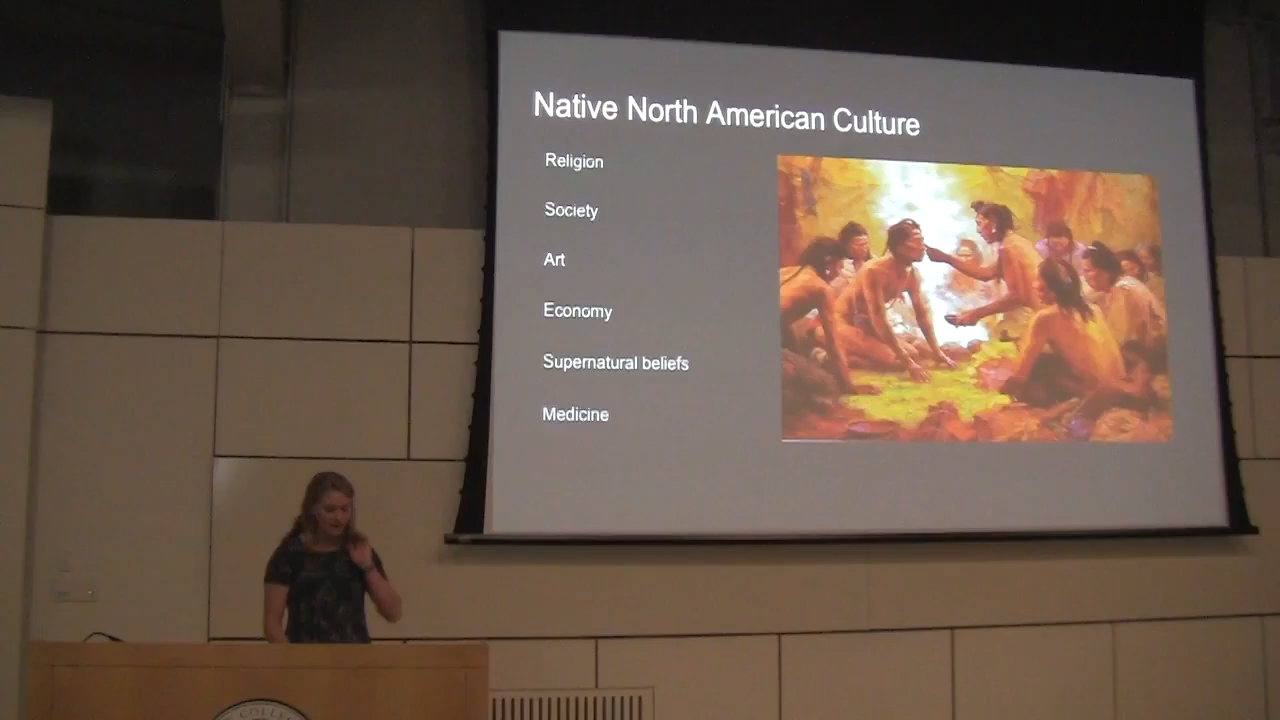 Native North American Culture
Religion
Society
Art
Economy
Supernatural beliefs
Medicine